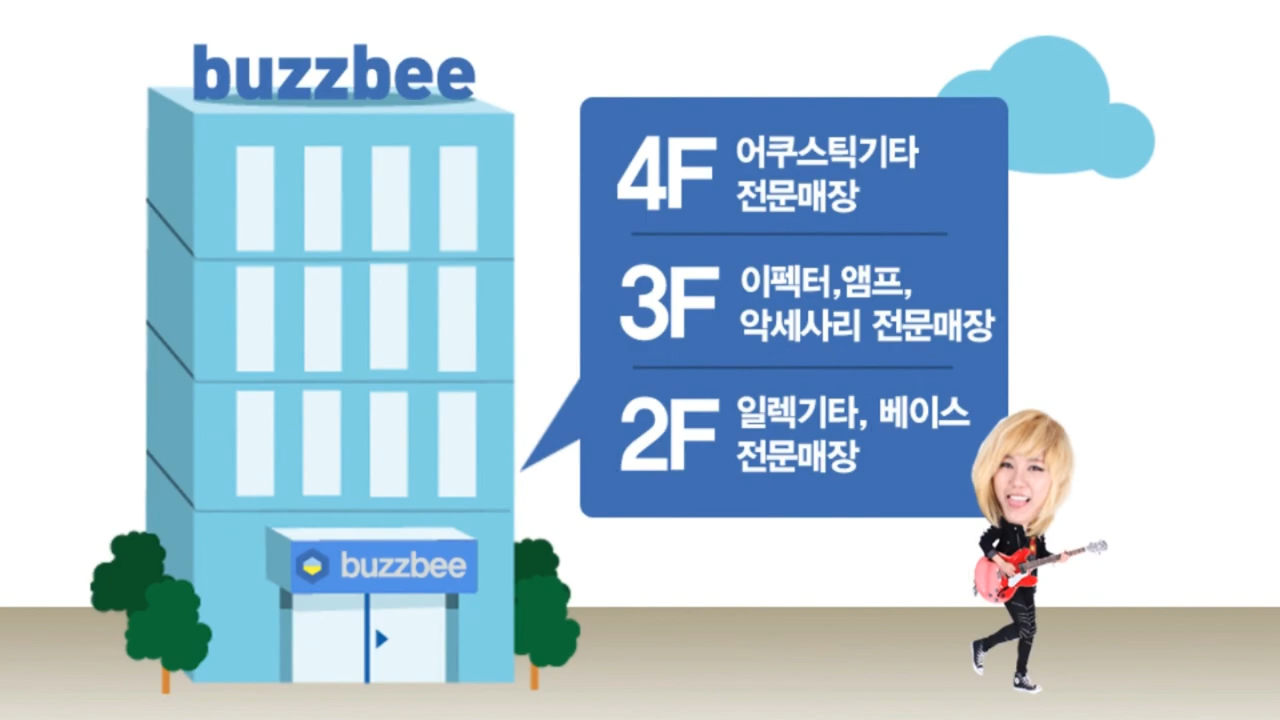 buzzbee
4F 어쿠스틱기타
전문매장
3F 이펙터,앰프,
악세사리 전문매장
2F 일렉기타, 베이스
전문매장
buzzbee